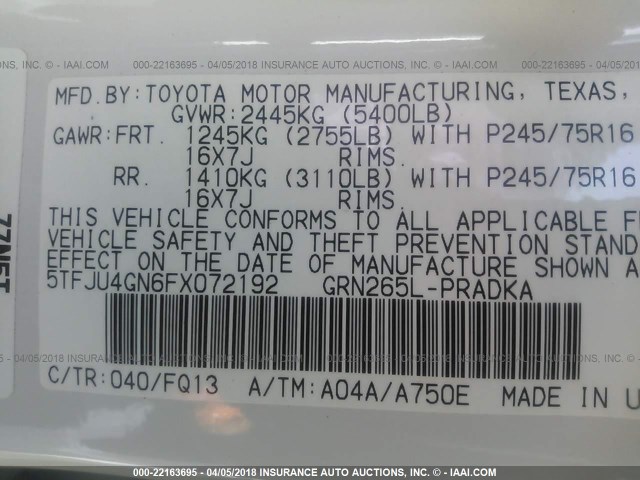 000-22163695 - 04/05/2018 INSURANCE AUTO AUCTIONS, INC. - © IAAI.COM
MFD.BY:TOYOTA MOTOR MANUFACTURING, TEXAS,
GVWR:2445KG (5400LB)
GAWR:FRT. 1245KG (2755LB) WITH P245/75R16
16X7J RIMS.
RR. 1410KG (3110LB) WITH P245/75R16
16X7J RIMS.
THIS VEHICLE CONFORMS TO ALL APPLICABLE
VEHICLE SAFETY AND THEFT PREVENTION STAND
EFFECT ON THE DATE OF MANUFACTURE SHOWN A
5TFJU4GN6FX072192 GRN265L-PRADKA
C/TR:040/FQ13 A/TM:A04A/A750E MADE IN U
77N5T
000-22163695 - 04/05/2018 INSURANCE AUTO AUCTIONS, INC. - © IAAI.COM